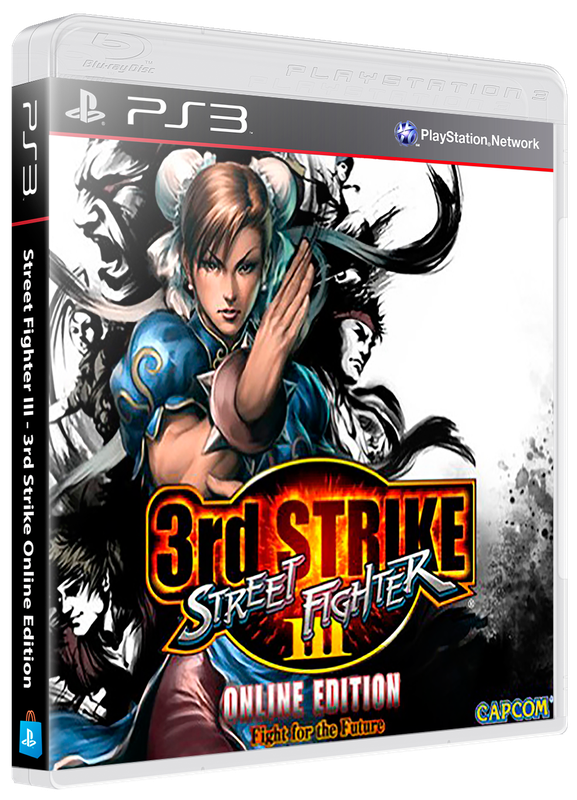 Blu-ray Disc
PLAYSTATION 3
PS3
PlayStation®Network
PS3
Street Fighter III - 3rd Strike Online Edition
3rd STRIKE
STREET FIGHTER
III
ONLINE EDITION
Fight for the Future
CAPCOM®